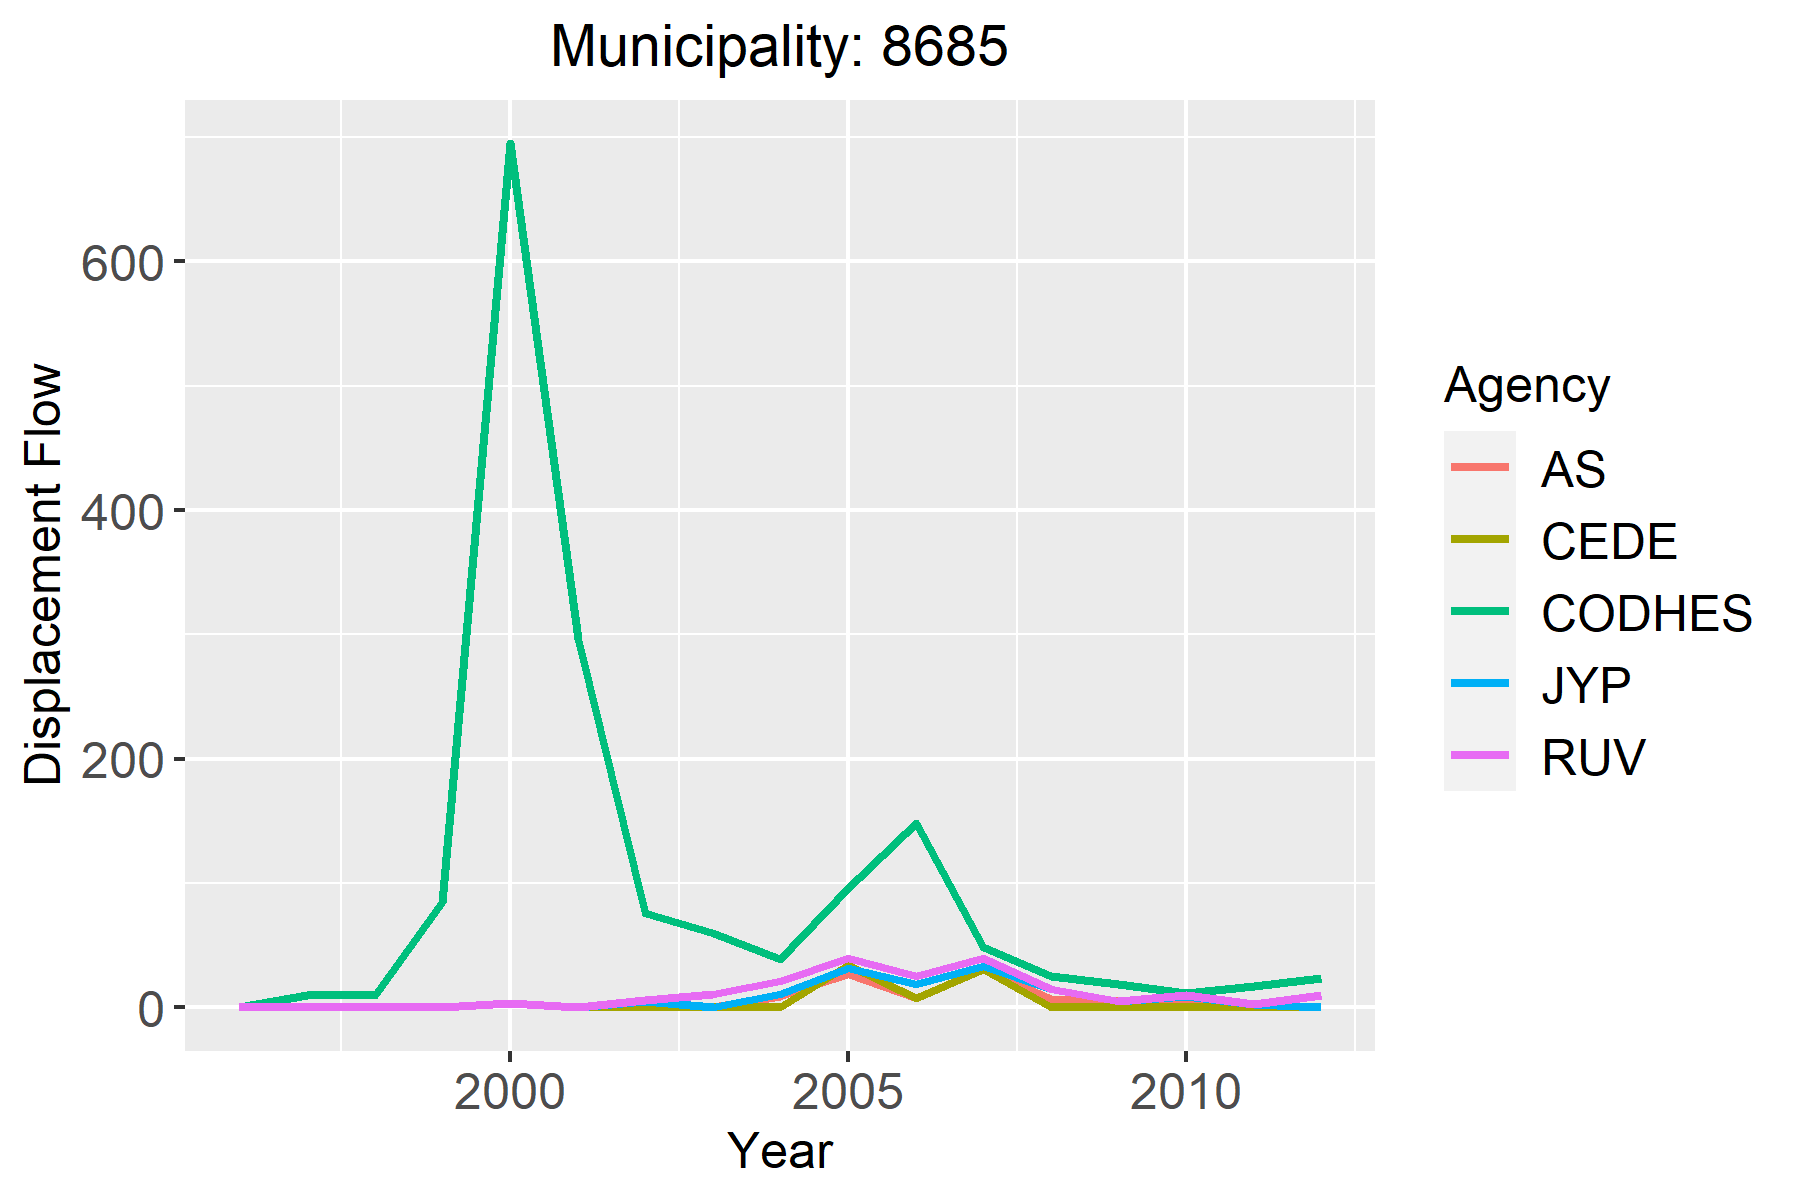 Municipality: 8685
Displacement Flow
600
400
200
0
2000 2005 2010
Year
Agency
AS
CEDE
CODHES
JYP
RUV